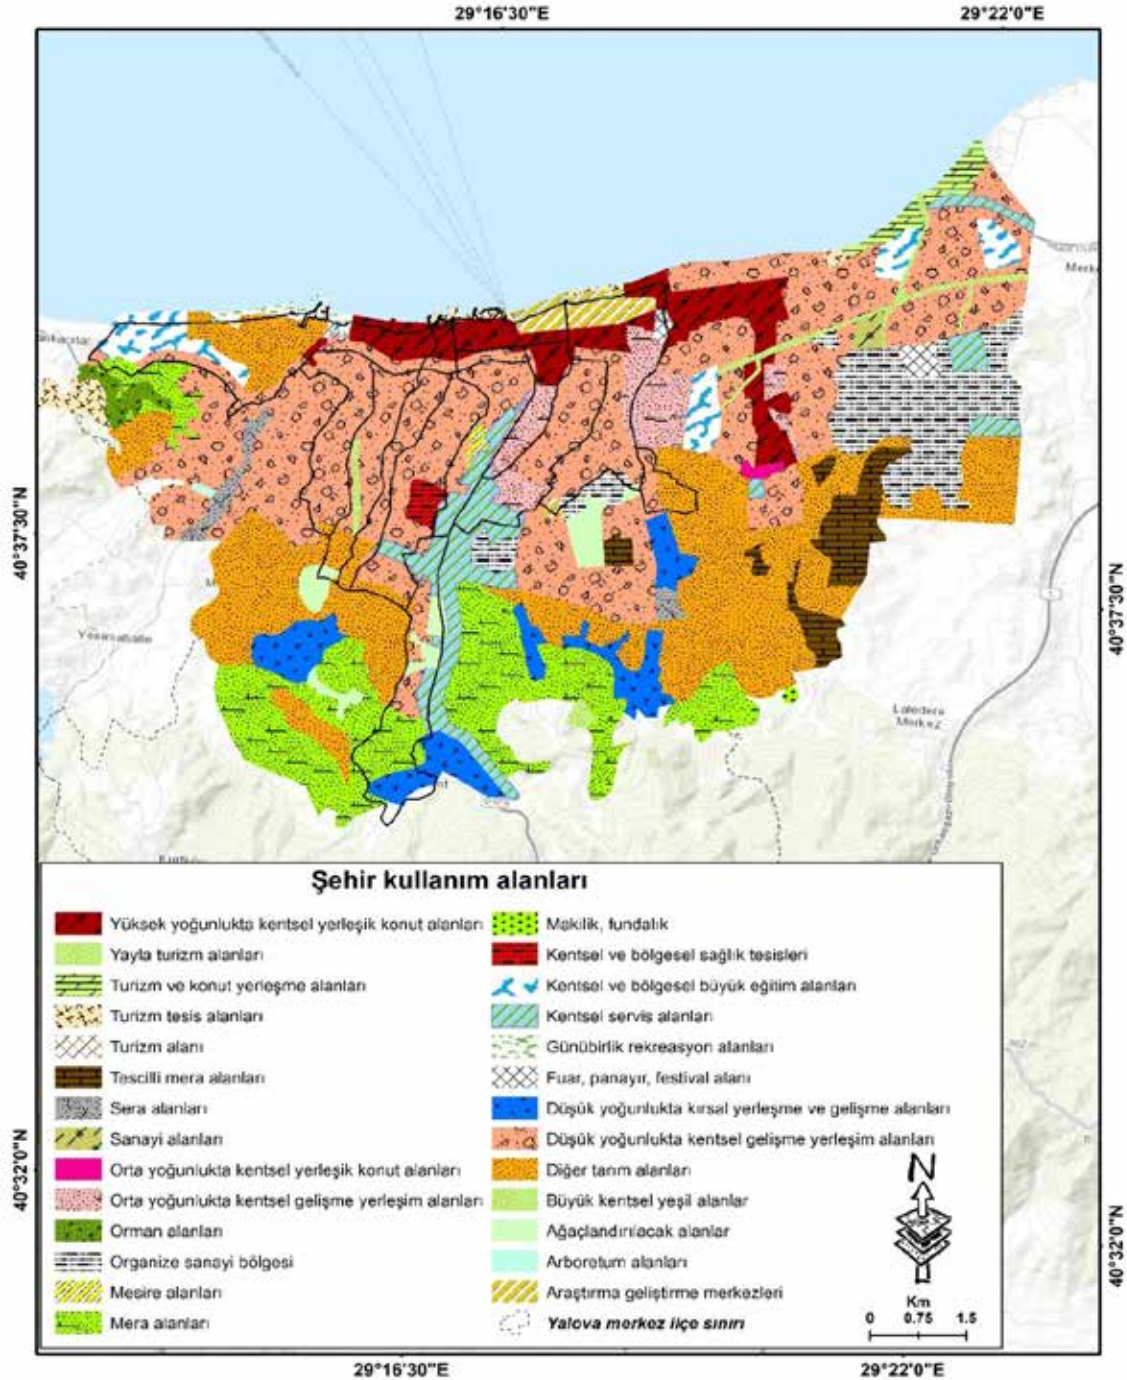 29°16'30"E
29°22'0"E
40°37'30"N
40°37'30"N
Merk
Laledere
Merkez
Şehir kullanım alanları
Yüksek yoğunlukta kentsel yerleşik konut alanları
Yayla turizm alanları
Turizm ve konut yerleşme alanları
Turizm tesis alanları
Turizm alanı
Tescilli mera alanları
Sera alanları
Sanayi alanları
Orta yoğunlukta kentsel yerleşik konut alanları
Orta yoğunlukta kentsel gelişme yerleşim alanları
Orman alanları
Organize sanayi bölgesi
Mesire alanları
Mera alanları
Makilik, fundalık
Kentsel ve bölgesel sağlık tesisleri
Kentsel ve bölgesel büyük eğitim alanları
Kentsel servis alanları
Günübirlik rekreasyon alanları
Fuar, panayır, festival alanı
Düşük yoğunlukta kırsal yerleşme ve gelişme alanları
Düşük yoğunlukta kentsel gelişme yerleşim alanları
Diğer tarım alanları
Büyük kentsel yeşil alanlar
Ağaçlandırılacak alanlar
Arboretum alanları
Araştırma geliştirme merkezleri
Yalova merkez ilçe sınırı
N
Km
0 0.75 1.5
40°32'0"N
40°32'0"N
29°16'30"E
29°22'0"E